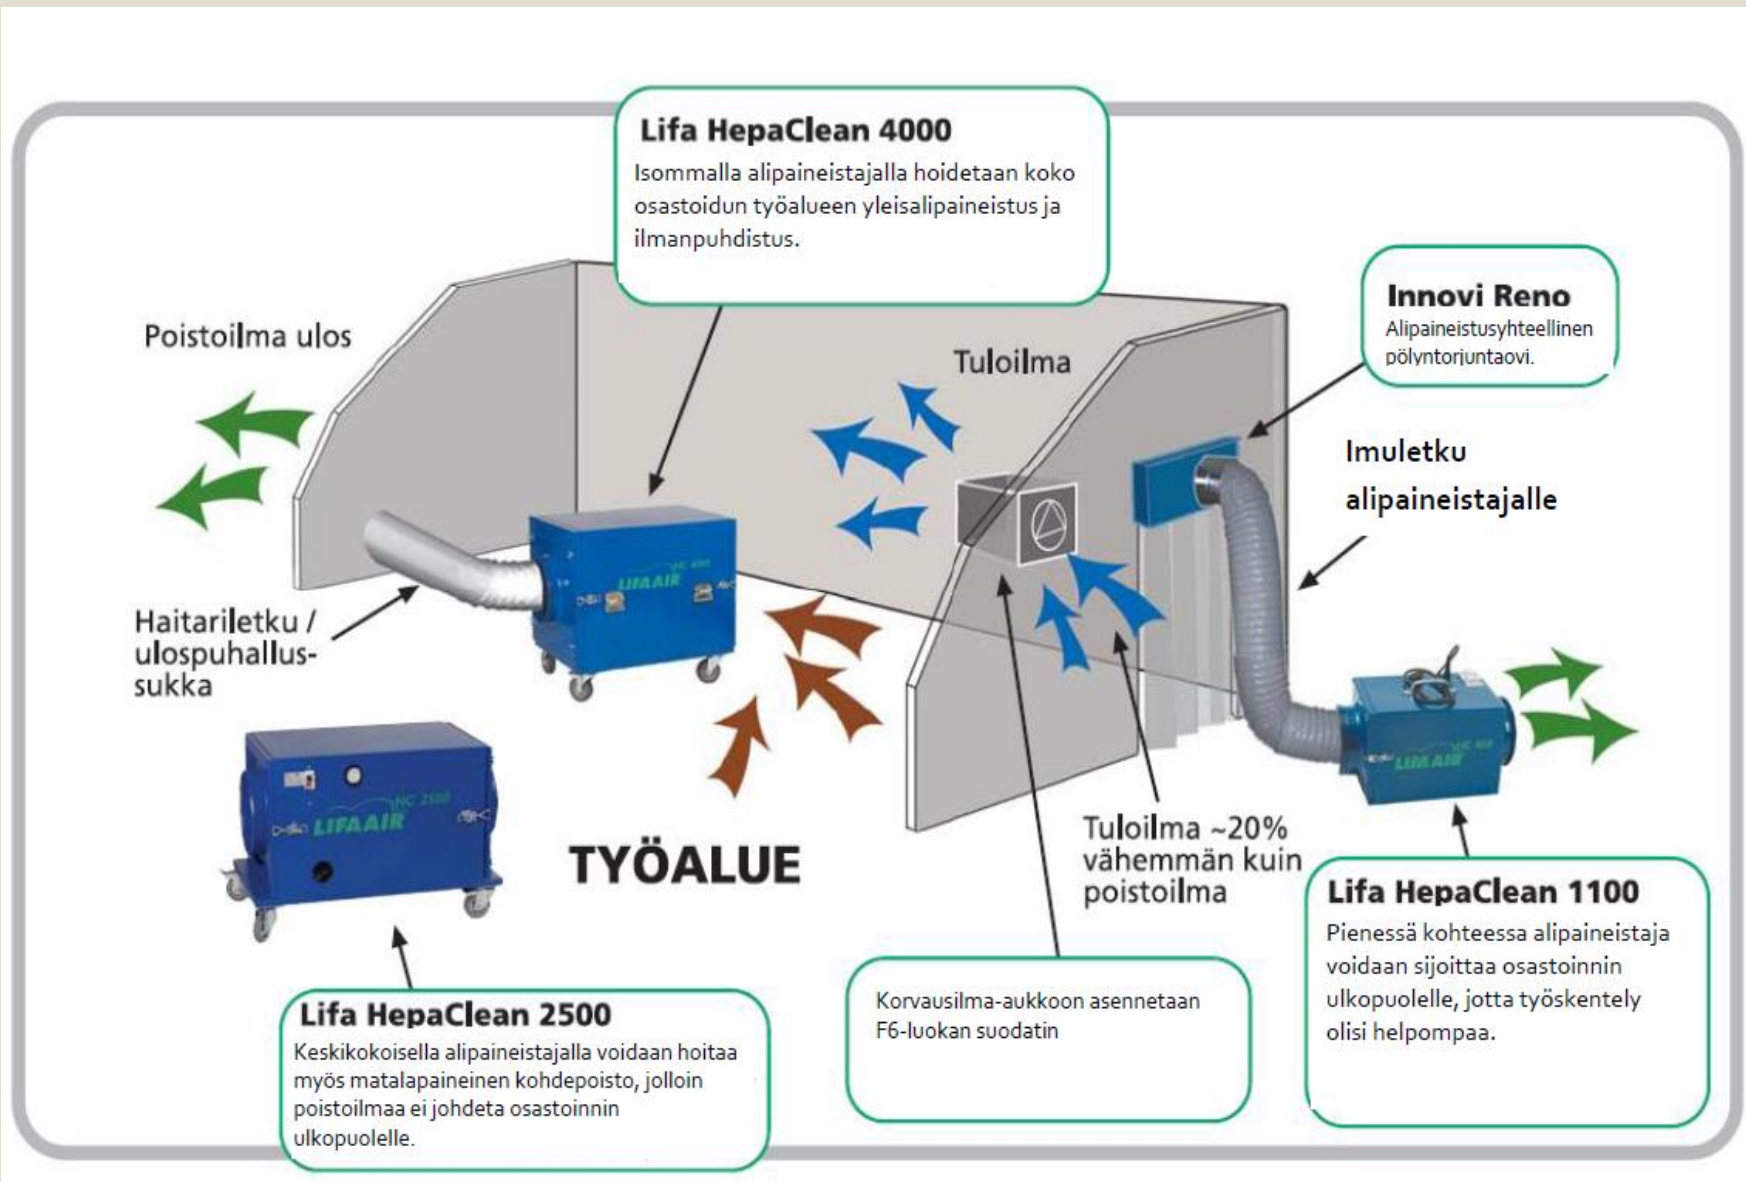 Lifa HepaClean 4000
Isommalla alipaineistajalla hoidetaan koko
osastoidun työalueen yleisalipaineistus ja
ilmanpuhdistus.
Innovi Reno
Alipaineistusyhteellinen
pölyntorjuntaovi.
Poistoilma ulos
Tuloilma
Imuletku
alipaineistajalle
LIFAAIR
Haitariletku /
ulospuhallus-
sukka
HC 2500
LIFAAIR
LIFAAIR
TYÖALUE
Tuloilma ~20%
vähemmän kuin
poistoilma
Lifa HepaClean 1100
Pienessä kohteessa alipaineistaja
voidaan sijoittaa osastoinnin
ulkopuolelle, jotta työskentely
olisi helpompaa.
Korvausilma-aukkoon asennetaan
F6-luokan suodatin
Lifa HepaClean 2500
Keskikokoisella alipaineistajalla voidaan hoitaa
myös matalapaineinen kohdepoisto, jolloin
poistoilmaa ei johdeta osastoinnin
ulkopuolelle.